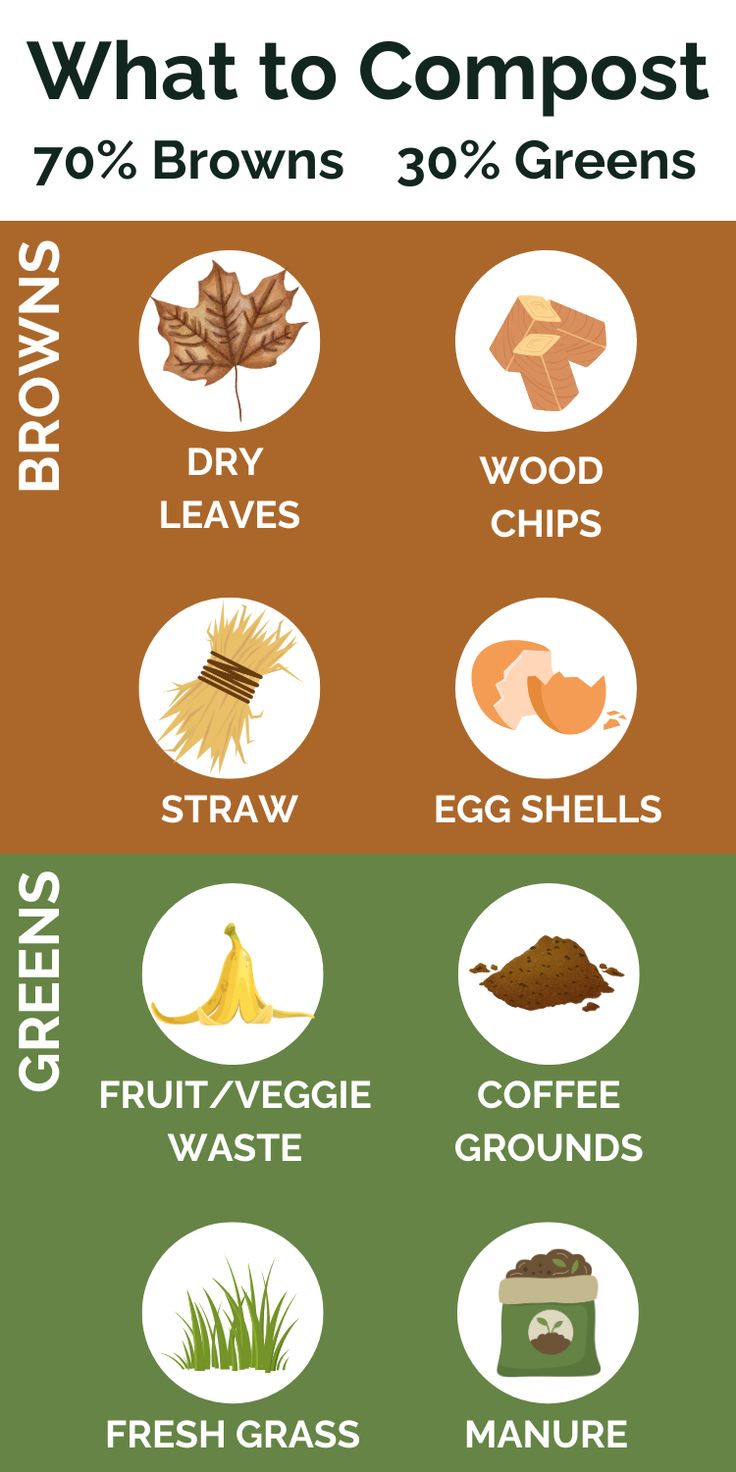 What to Compost
70% Browns 30% Greens
BROWNS
DRY
LEAVES
WOOD
CHIPS
STRAW
EGG SHELLS
GREENS
FRUIT/VEGGIE
WASTE
COFFEE
GROUNDS
FRESH GRASS
MANURE